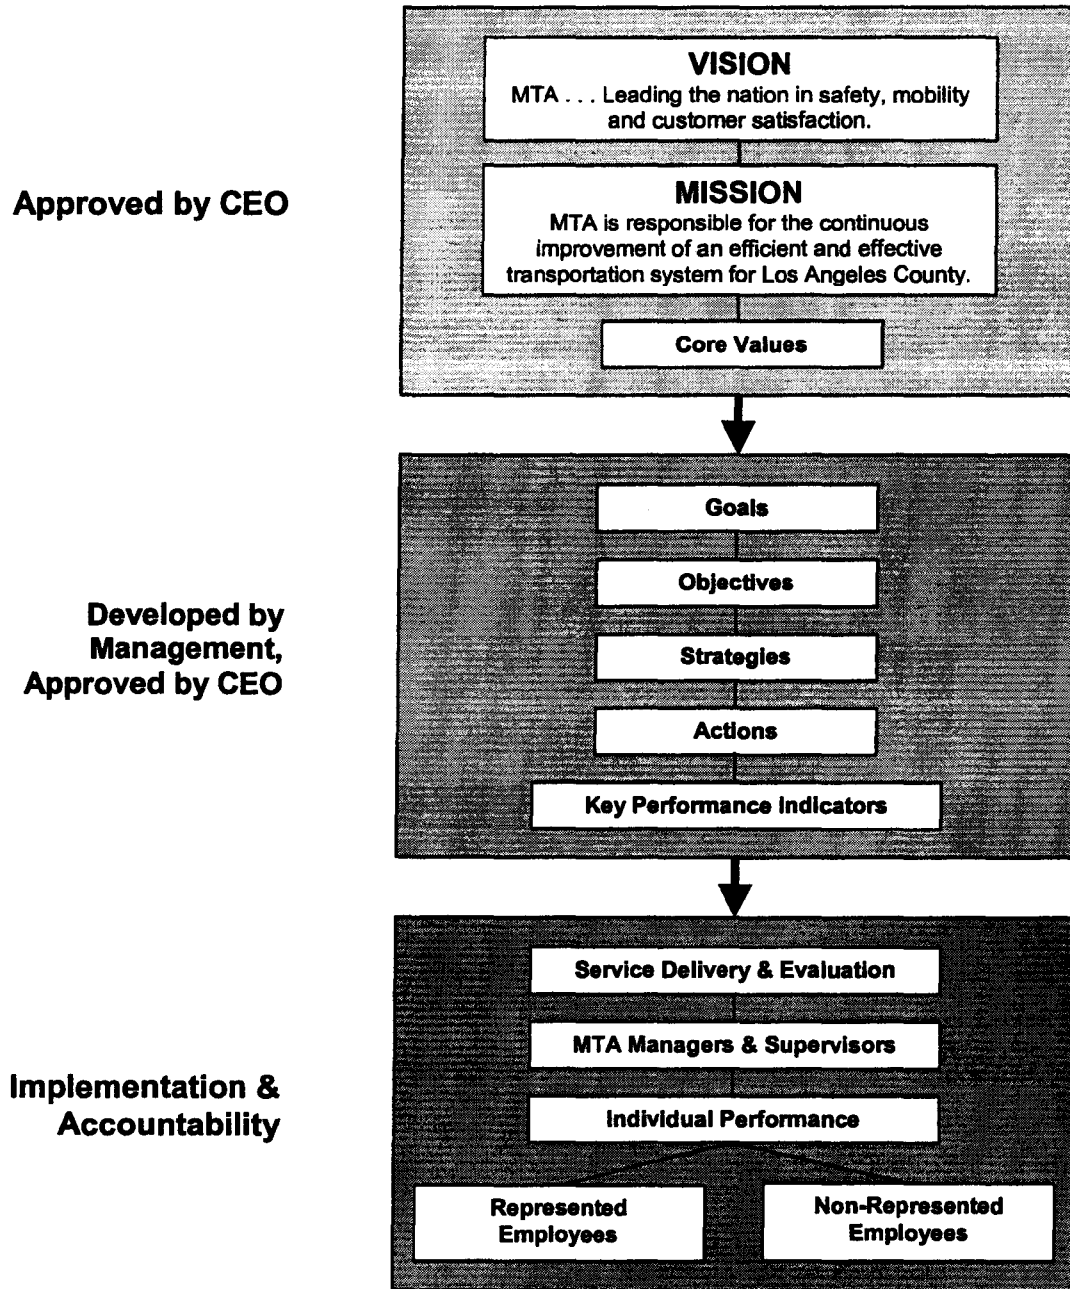 VISION
MTA . . . Leading the nation in safety, mobility
and customer satisfaction.
Approved by CEO
MISSION
MTA is responsible for the continuous
improvement of an efficient and effective
transportation system for Los Angeles County.
Core Values
Goals
Objectives
Developed by
Management,
Approved by CEO
Strategies
Actions
Key Performance Indicators
Service Delivery & Evaluation
MTA Managers & Supervisors
Implementation &
Accountability
Individual Performance
Represented
Employees
Non-Represented
Employees